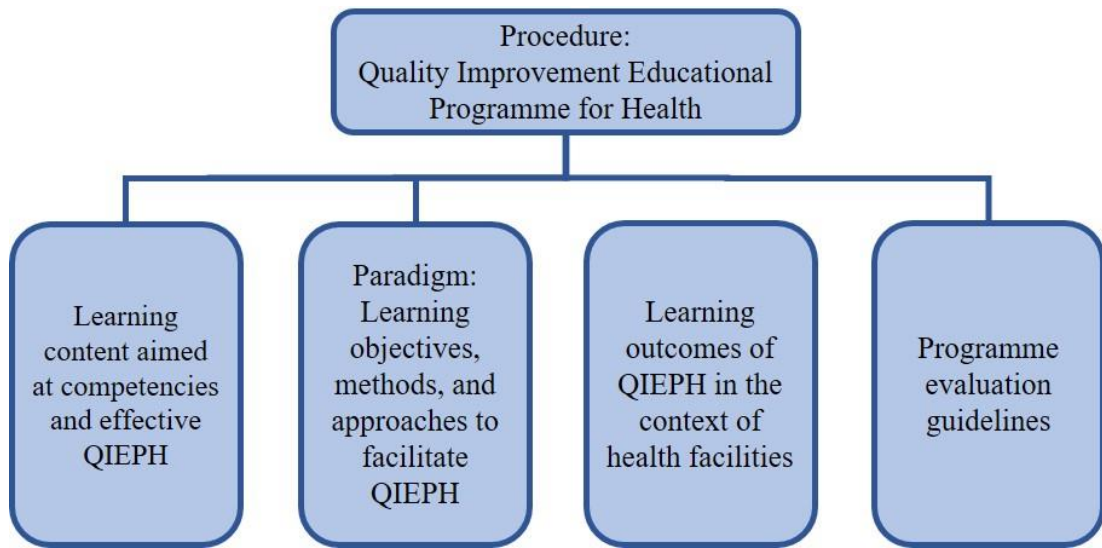 Procedure:
Quality Improvement Educational
Programme for Health
Learning
content aimed
at competencies
and effective
QIEPH
Paradigm:
Learning
objectives,
methods, and
approaches to
facilitate
QIEPH
Learning
outcomes of
QIEPH in the
context of
health facilities
Programme
evaluation
guidelines